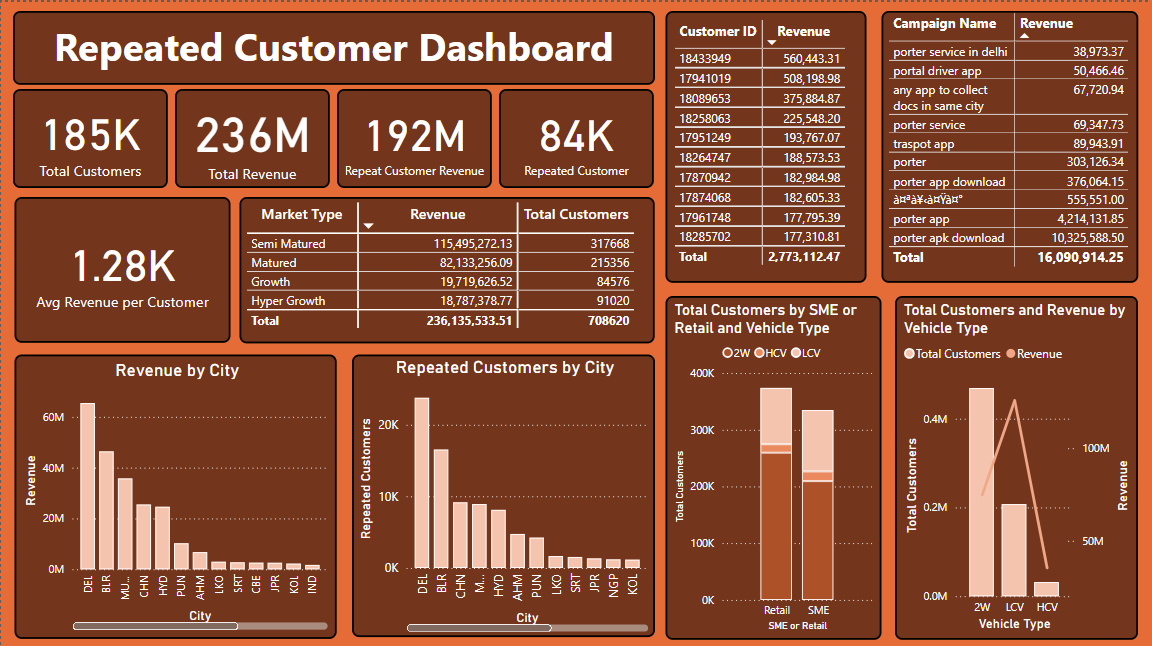 Repeated Customer Dashboard
185K
Total Customers
236M
Total Revenue
192M
Repeat Customer Revenue
84K
Repeated Customer
1.28K
Avg Revenue per Customer
Market Type Revenue Total Customers
Semi Matured 115,495,272.13 317668
Matured 82,133,256.09 215356
Growth 19,719,626.52 84576
Hyper Growth 18,787,378.77 91020
Total 236,135,533.51 708620
Customer ID Revenue
18433949 560,443.31
17941019 508,198.98
18089653 375,884.87
18258063 225,548.20
17951249 193,767.07
18264747 188,573.53
17870942 182,984.98
17874068 182,605.33
17961748 177,795.39
18285702 177,310.81
Total 2,773,112.47
Campaign Name Revenue
porter service in delhi 38,973.37
portal driver app 50,466.46
any app to collect 67,720.94
docs in same city
porter service 69,347.73
traspot app 89,943.91
porter 303,126.34
porter app download 376,064.15
à¤ªà¥‹à¤Ÿà¤° 555,551.00
porter app 4,214,131.85
porter apk download 10,325,588.50
Total 16,090,914.25
Revenue by City
Revenue
60M
40M
20M
0M
DEL BLR MU... CHN HYD PUN AHM LKO SRT CBE JPR KOL IND
City
Repeated Customers by City
Repeated Customers
20K
10K
0K
DEL BLR CHN M... HYD AHM PUN LKO SRT JPR NGP KOL
City
Total Customers by SME or
Retail and Vehicle Type
2W HCV LCV
Total Customers
400K
300K
200K
100K
0K
Retail SME
SME or Retail
Total Customers and Revenue by
Vehicle Type
Total Customers Revenue
Total Customers
0.4M
0.2M
0.0M
100M
50M
Revenue
2W LCV HCV
Vehicle Type